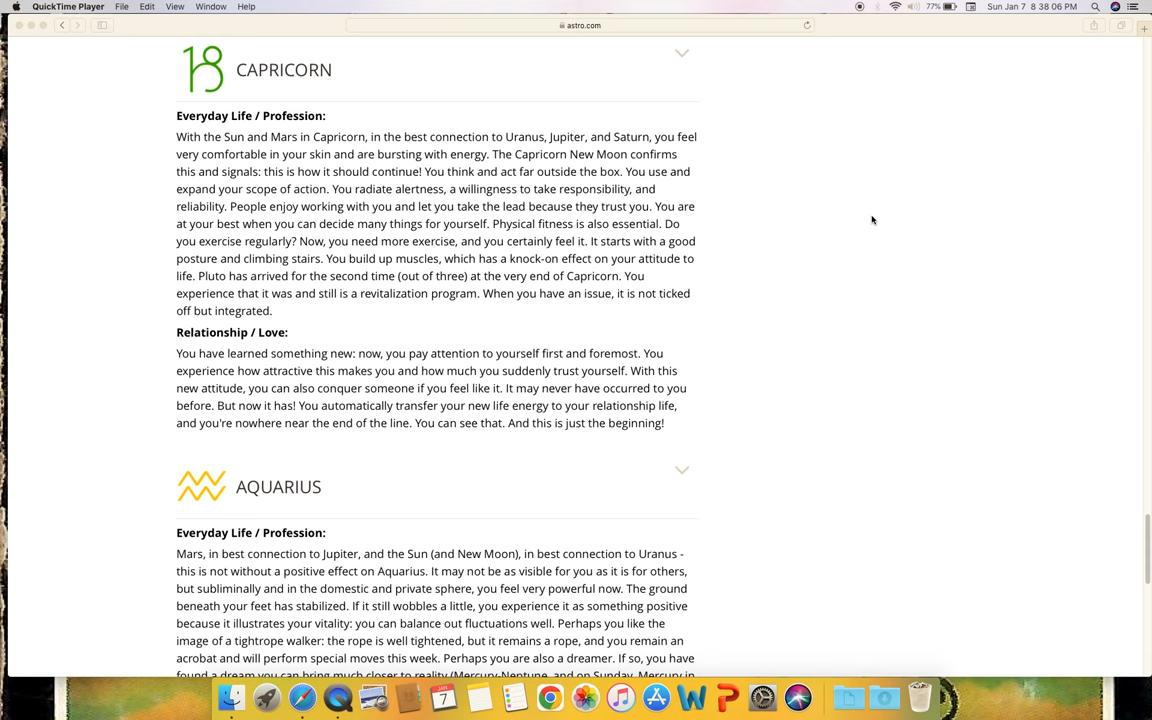 QuickTime Player File Edit View Window Help 77% Sun Jan 7 8 38 06 PM
astro.com
CAPRICORN
Everyday Life / Profession:
With the Sun and Mars in Capricorn, in the best connection to Uranus, Jupiter, and Saturn, you feel
very comfortable in your skin and are bursting with energy. The Capricorn New Moon confirms
this and signals: this is how it should continue! You think and act far outside the box. You use and
expand your scope of action. You radiate alertness, a willingness to take responsibility, and
reliability. People enjoy working with you and let you take the lead because they trust you. You are
at your best when you can decide many things for yourself. Physical fitness is also essential. Do
you exercise regularly? Now, you need more exercise, and you certainly feel it. It starts with a good
posture and climbing stairs. You build up muscles, which has a knock-on effect on your attitude to
life. Pluto has arrived for the second time (out of three) at the very end of Capricorn. You
experience that it was and still is a revitalization program. When you have an issue, it is not ticked
off but integrated.
Relationship / Love:
You have learned something new: now, you pay attention to yourself first and foremost. You
experience how attractive this makes you and how much you suddenly trust yourself. With this
new attitude, you can also conquer someone if you feel like it. It may never have occurred to you
before. But now it has! You automatically transfer your new life energy to your relationship life,
and you're nowhere near the end of the line. You can see that. And this is just the beginning!
AQUARIUS
Everyday Life / Profession:
Mars, in best connection to Jupiter, and the Sun (and New Moon), in best connection to Uranus -
this is not without a positive effect on Aquarius. It may not be as visible for you as it is for others,
but subliminally and in the domestic and private sphere, you feel very powerful now. The ground
beneath your feet has stabilized. If it still wobbles a little, you experience it as something positive
because it illustrates your vitality: you can balance out fluctuations well. Perhaps you like the
image of a tightrope walker: the rope is well tightened, but it remains a rope, and you remain an
acrobat and will perform special moves this week. Perhaps you are also a dreamer. If so, you have
found a dream you can bring much closer to reality (Mercury-Neptune, and on Sunday, Mercury in
JAN
7